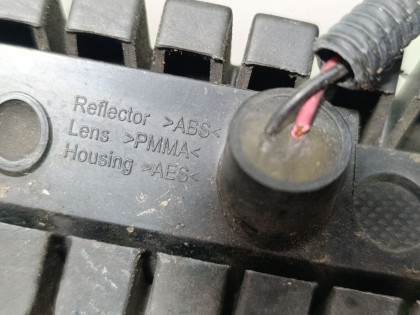 Reflector >ABS<
Lens >PMMA<
Housing >AES<